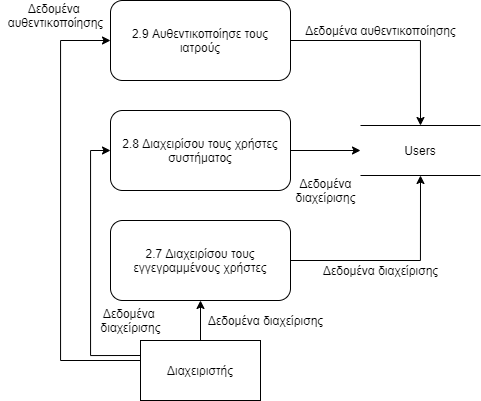 Δεδομένα
αυθεντικοποίησης
2.9 Αυθεντικοποίησε τους
ιατρούς
Δεδομένα αυθεντικοποίησης
2.8 Διαχειρίσου τους χρήστες
συστήματος
Users
Δεδομένα
διαχείρισης
2.7 Διαχειρίσου τους
εγγεγραμμένους χρήστες
Δεδομένα διαχείρισης
Δεδομένα
διαχείρισης
Δεδομένα διαχείρισης
Διαχειριστής